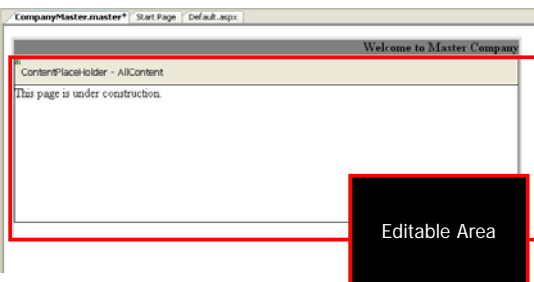 CompanyMaster.master* Start Page Default.aspx
Welcome to Master Company
ContentPlaceHolder - AllContent
This page is under construction.
Editable Area